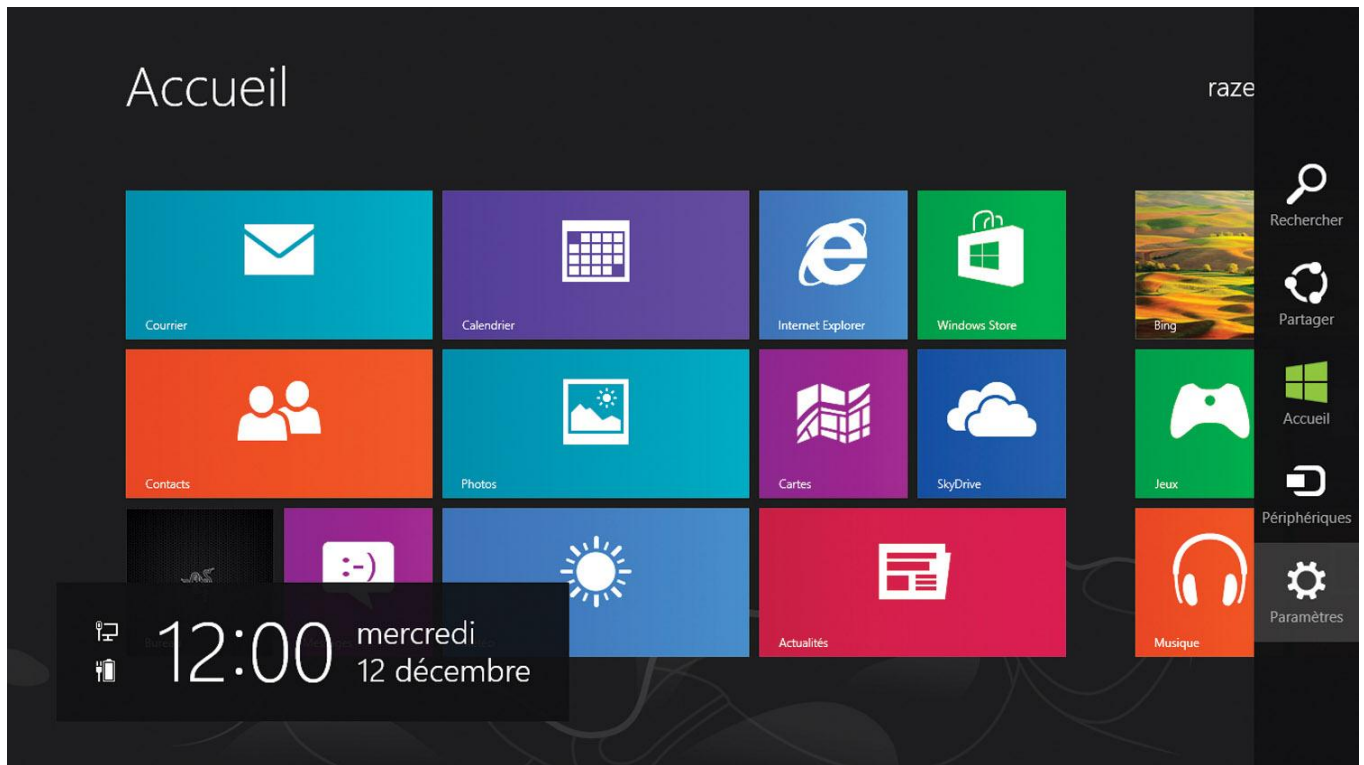 Accueil
raze
Rechercher
Courrier
Calendrier
Internet Explorer
Windows Store
Bing
Partager
Accueil
Contacts
Photos
Cartes
SkyDrive
Jeux
Périphériques
:-)
12:00
mercredi
12 décembre
Actualités
Musique
Paramètres